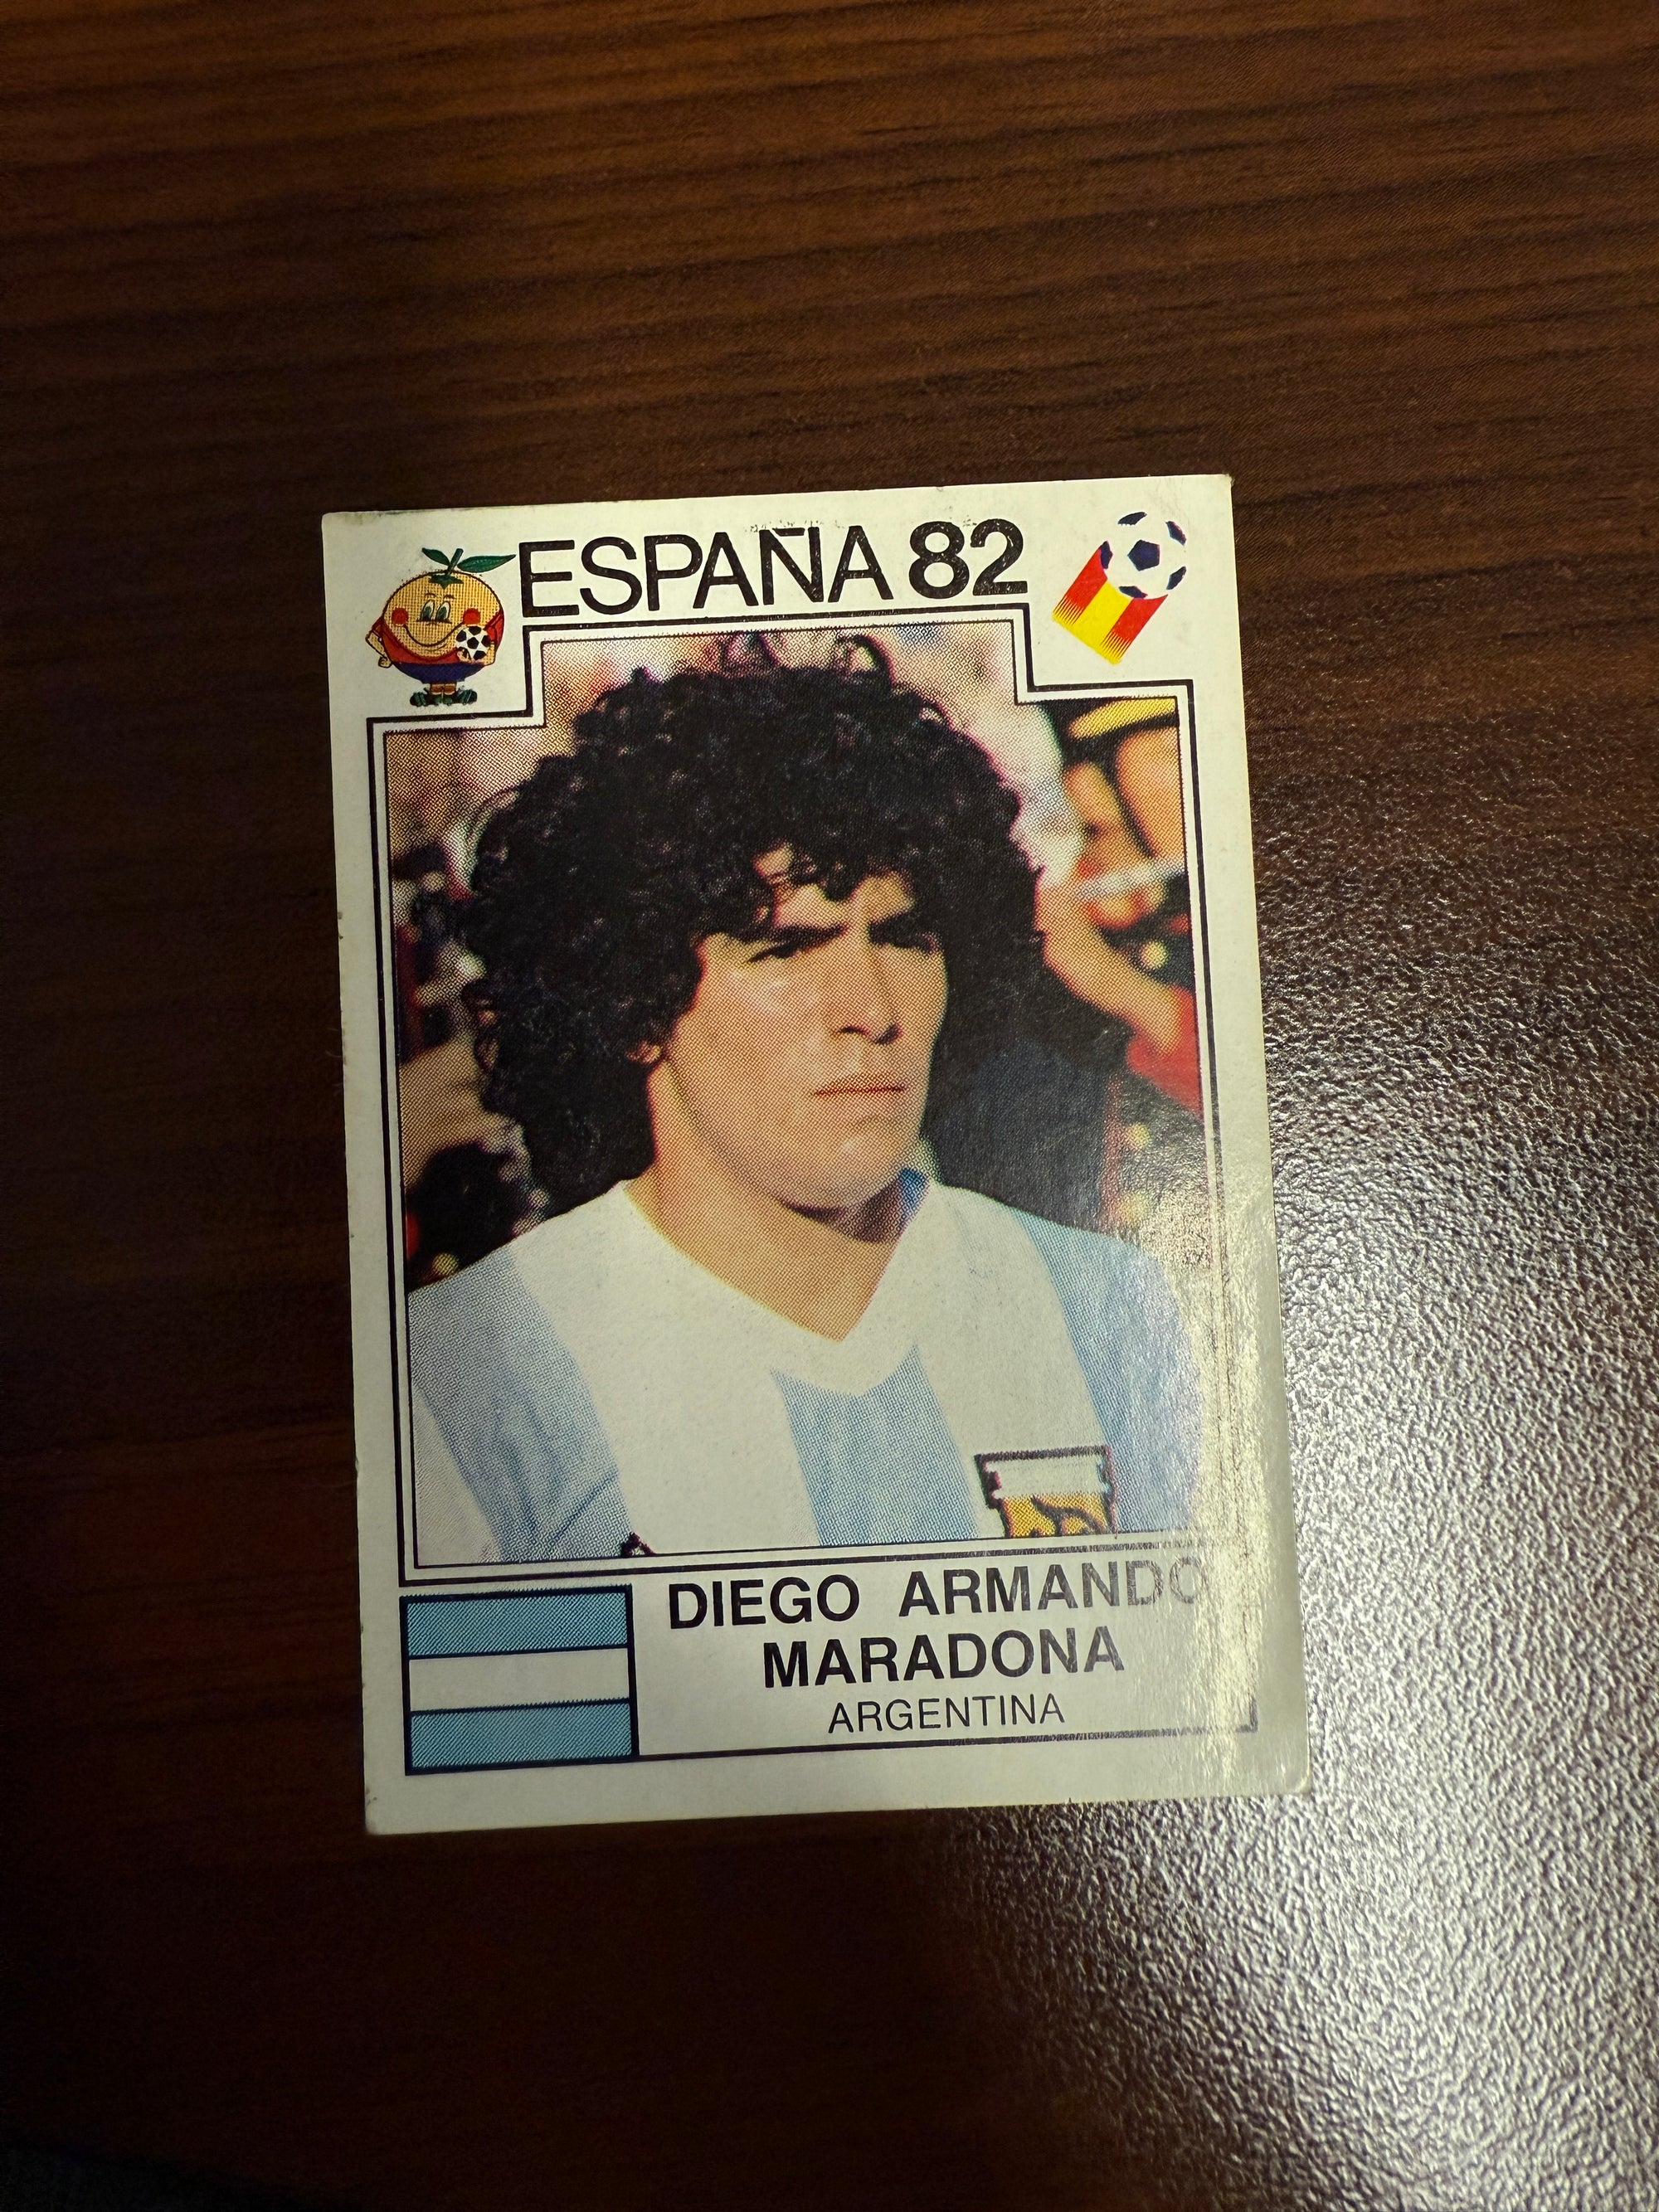 ESPAÑA 82
DIEGO ARMANDO
MARADONA
ARGENTINA